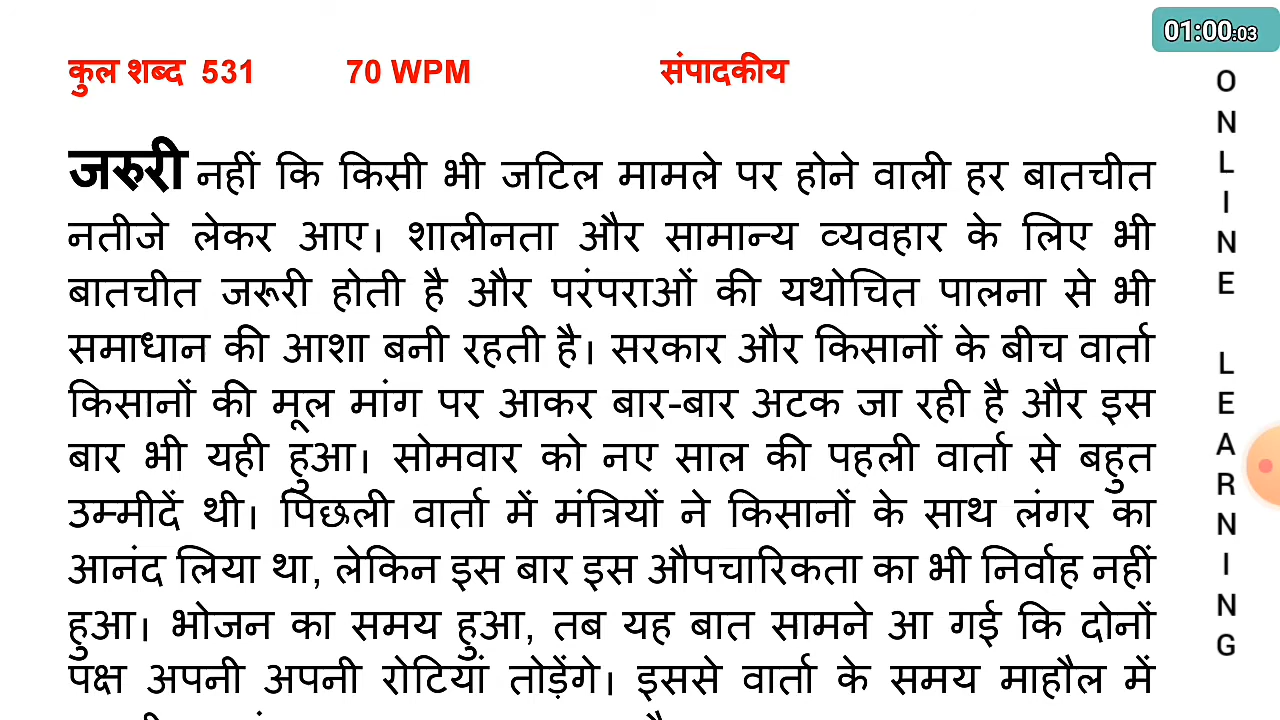 01:00:03
कुल शब्द 531 70 WPM संपादकीय
जरुरी नहीं कि किसी भी जटिल मामले पर होने वाली हर बातचीत
नतीजे लेकर आए। शालीनता और सामान्य व्यवहार के लिए भी
बातचीत जरूरी होती है और परंपराओं की यथोचित पालना से भी
समाधान की आशा बनी रहती है। सरकार और किसानों के बीच वार्ता
किसानों की मूल मांग पर आकर बार-बार अटक जा रही है और इस
बार भी यही हुआ। सोमवार को नए साल की पहली वार्ता से बहुत
उम्मीदें थी। पिछली वार्ता में मंत्रियों ने किसानों के साथ लंगर का
आनंद लिया था, लेकिन इस बार इस औपचारिकता का भी निर्वाह नहीं
हुआ। भोजन का समय हुआ, तब यह बात सामने आ गई कि दोनों
पक्ष अपनी अपनी रोटियां तोड़ेंगे। इससे वार्ता के समय माहौल में
ONLINE LEARNING